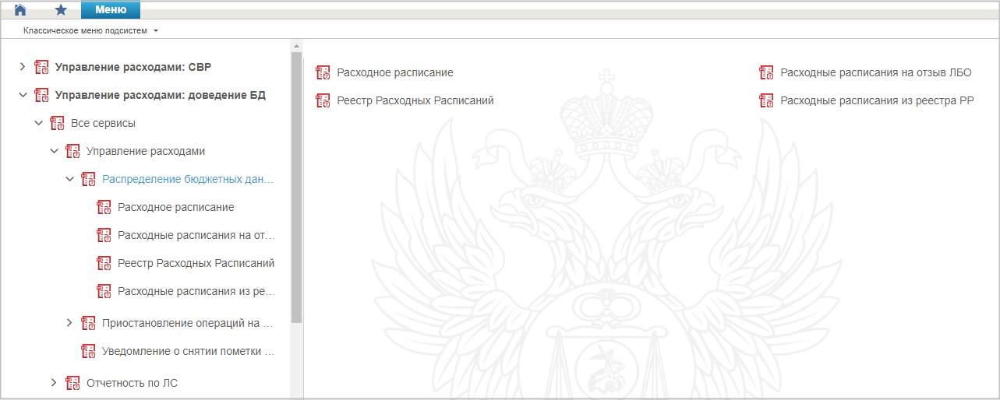 Меню
Классическое меню подсистем
Управление расходами: СВР
Управление расходами: доведение БД
Все сервисы
Управление расходами
Распределение бюджетных дан...
Расходное расписание
Расходные расписания на от...
Реестр Расходных Расписаний
Расходные расписания из ре...
Приостановление операций на ...
Уведомление о снятии пометки ...
Отчетность по ЛС
Расходное расписание
Расходные расписания на отзыв ЛБО
Реестр Расходных Расписаний
Расходные расписания из реестра РР